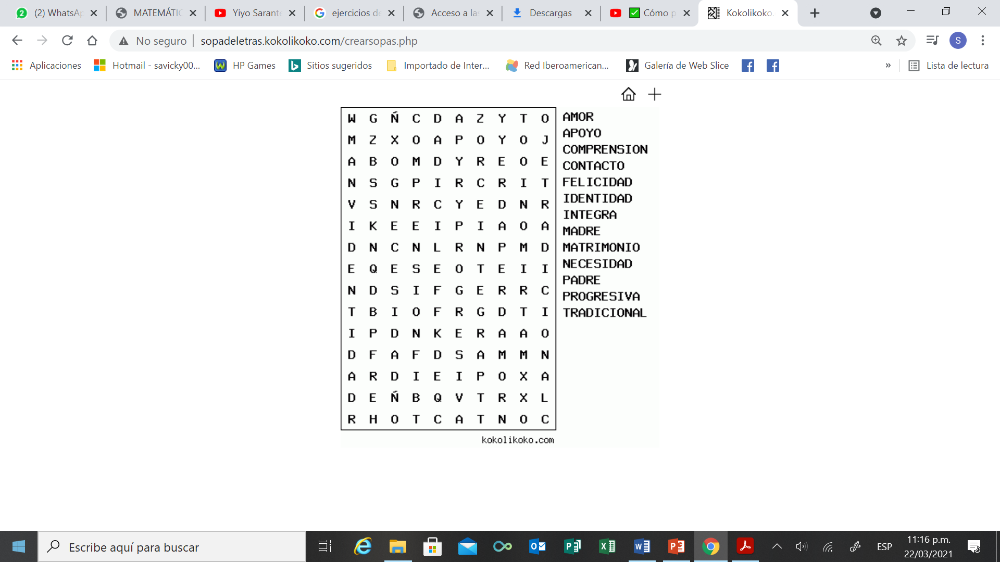 (2) WhatsAp
MATEMÁTIC
Yiyo Sarante
ejercicios de
Acceso a las
Descargas
Cómo p
Kokolikoko.
No seguro
sopadeletras.kokolikoko.com/crearsopas.php
S
Aplicaciones
Hotmail - savicky00...
HP Games
Sitios sugeridos
Importado de Inter...
Red Iberoamerican...
Galería de Web Slice
»
Lista de lectura
W G Ñ C D A Z Y T O
M Z X O A P O Y O J
A B O M D Y R E O E
N S G P I R C R I T
V S N R C Y E D N R
I K E E I P I A O A
D N C N L R N P M D
E Q E S E O T E I I
N D S I F G E R R C
T B I O F R G D T I
I P D N K E R A A O
D F A F D S A M M N
A R D I E I P O X A
D E Ñ B Q V T R X L
R H O T C A T N O C
kokolikoko.com
AMOR
APOYO
COMPRENSION
CONTACTO
FELICIDAD
IDENTIDAD
INTEGRA
MADRE
MATRIMONIO
NECESIDAD
PADRE
PROGRESIVA
TRADICIONAL
Escribe aquí para buscar
ESP
11:16 p.m.
22/03/2021